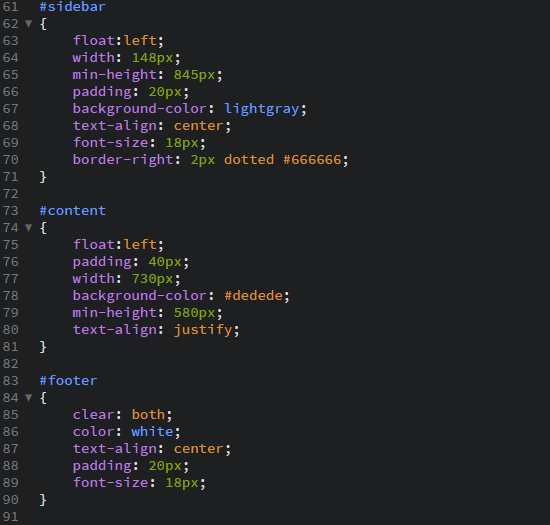 61 #sidebar
62 {
63 float:left;
64 width: 148px;
65 min-height: 845px;
66 padding: 20px;
67 background-color: lightgray;
68 text-align: center;
69 font-size: 18px;
70 border-right: 2px dotted #666666;
71 }
72
73 #content
74 {
75 float:left;
76 padding: 40px;
77 width: 730px;
78 background-color: #dedede;
79 min-height: 580px;
80 text-align: justify;
81 }
82
83 #footer
84 {
85 clear: both;
86 color: white;
87 text-align: center;
88 padding: 20px;
89 font-size: 18px;
90 }
91